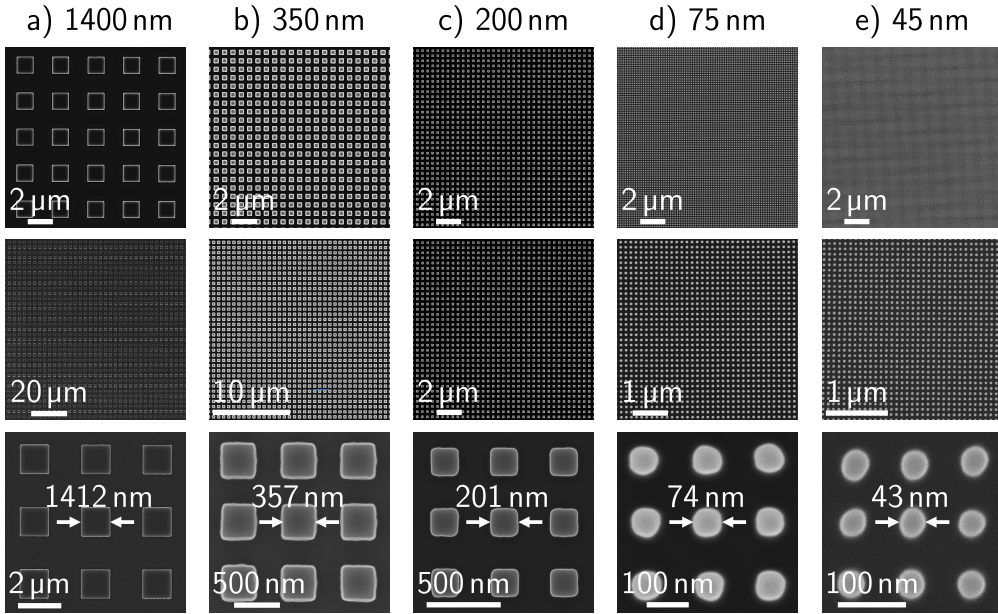 a) 1400 nm b) 350 nm c) 200 nm d) 75 nm e) 45 nm
2 µm 2 µm 2 µm 2 µm 2 µm
20 µm 10 µm 2 µm 1 µm 1 µm
1412 nm 357 nm 201 nm 74 nm 43 nm
2 µm 500 nm 500 nm 100 nm 100 nm